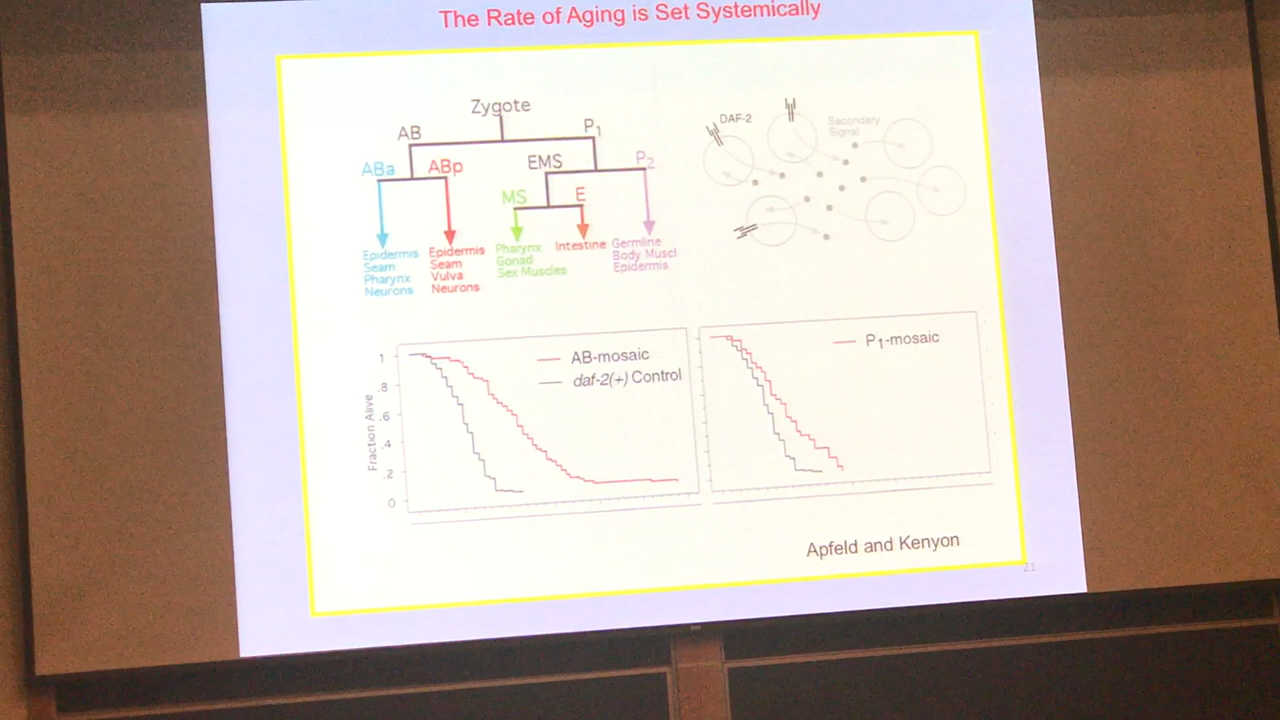 The Rate of Aging is Set Systemically
Zygote
AB
P1
ABa
ABp
EMS
P2
MS
E
Epidermis
Seam
Pharynx
Neurons
Epidermis
Seam
Vulva
Neurons
Pharynx
Gonad
Sex Muscles
Intestine
Germline
Body Muscl
Epidermis
DAF-2
Secondary
Signal
Fraction Alive
1
.8
.6
.4
.2
0
AB-mosaic
daf-2(+) Control
P1-mosaic
Apfeld and Kenyon
21